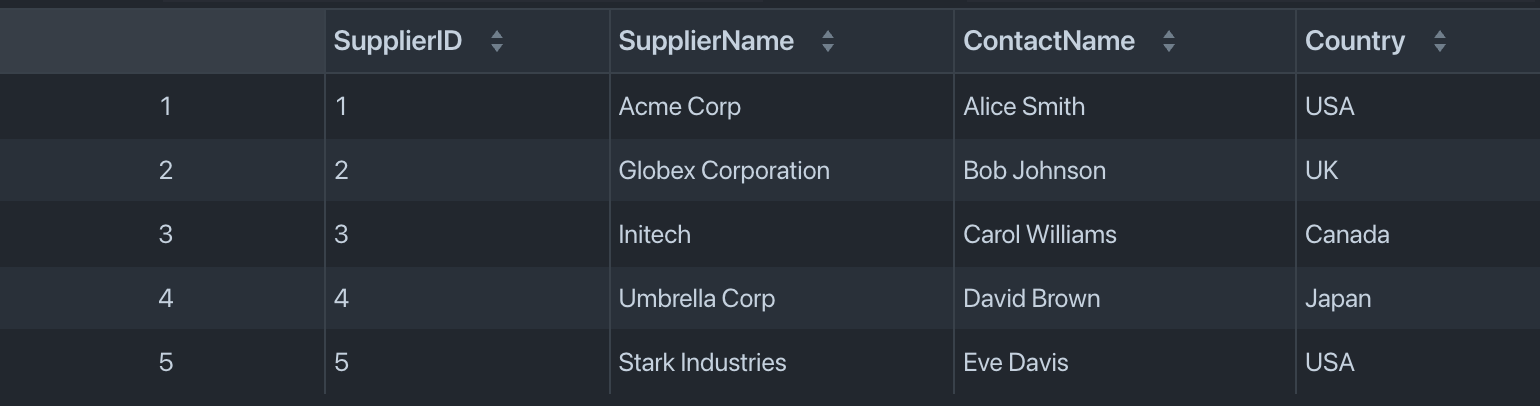 SupplierID SupplierName ContactName Country
1 1 Acme Corp Alice Smith USA
2 2 Globex Corporation Bob Johnson UK
3 3 Initech Carol Williams Canada
4 4 Umbrella Corp David Brown Japan
5 5 Stark Industries Eve Davis USA